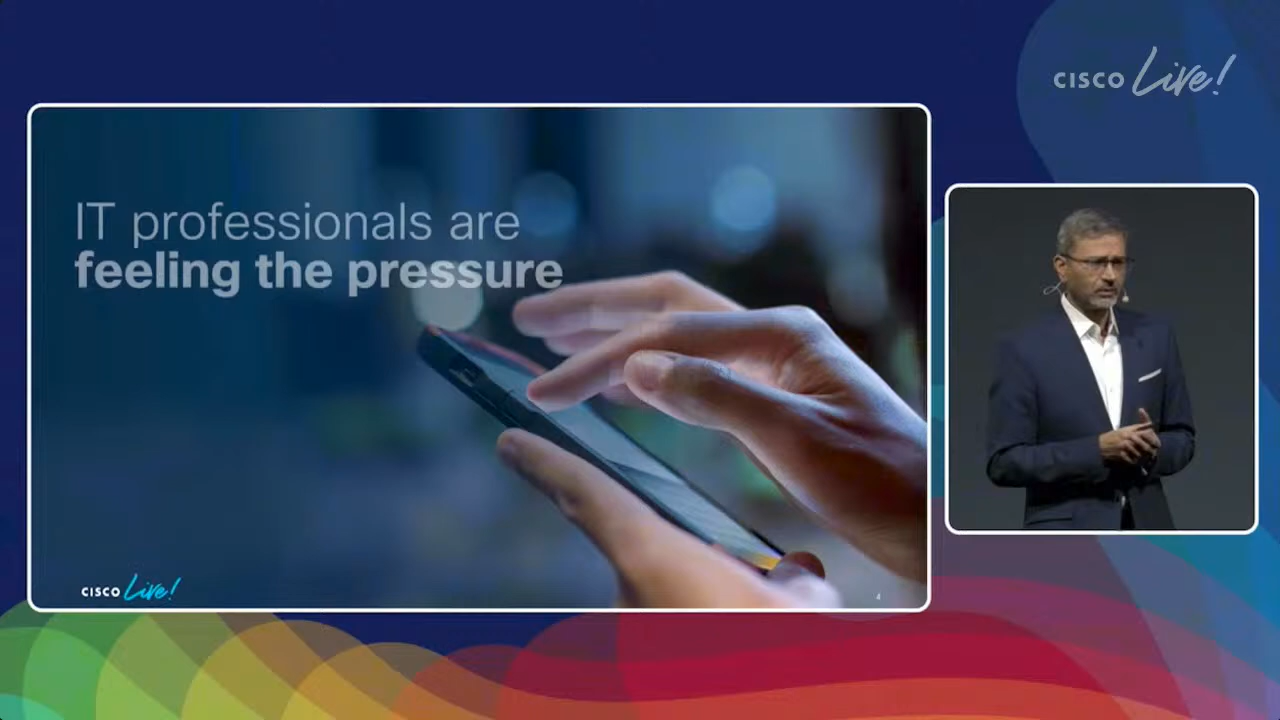 CISCO Live!
IT professionals are
feeling the pressure
CISCO Live!
4